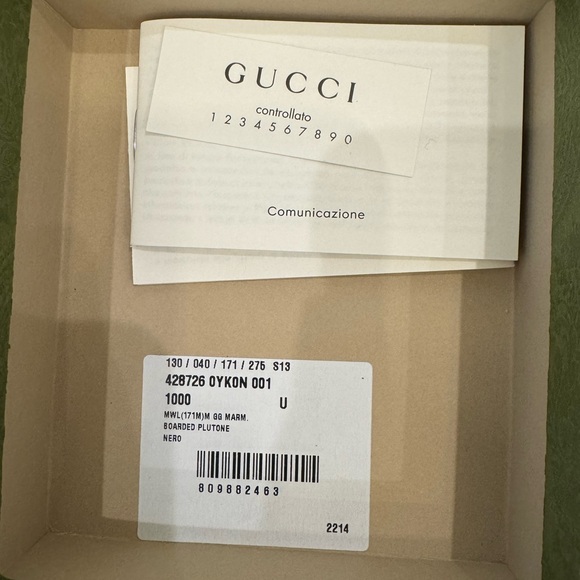 GUCCI
controllato
1 2 3 4 5 6 7 8 9 0
Comunicazione
130 / 040 / 171 / 275 S13
428726 0YK0N 001
1000 U
MWL(171M)M GG MARM.
BOARDED PLUTONE
NERO
809882463
2214